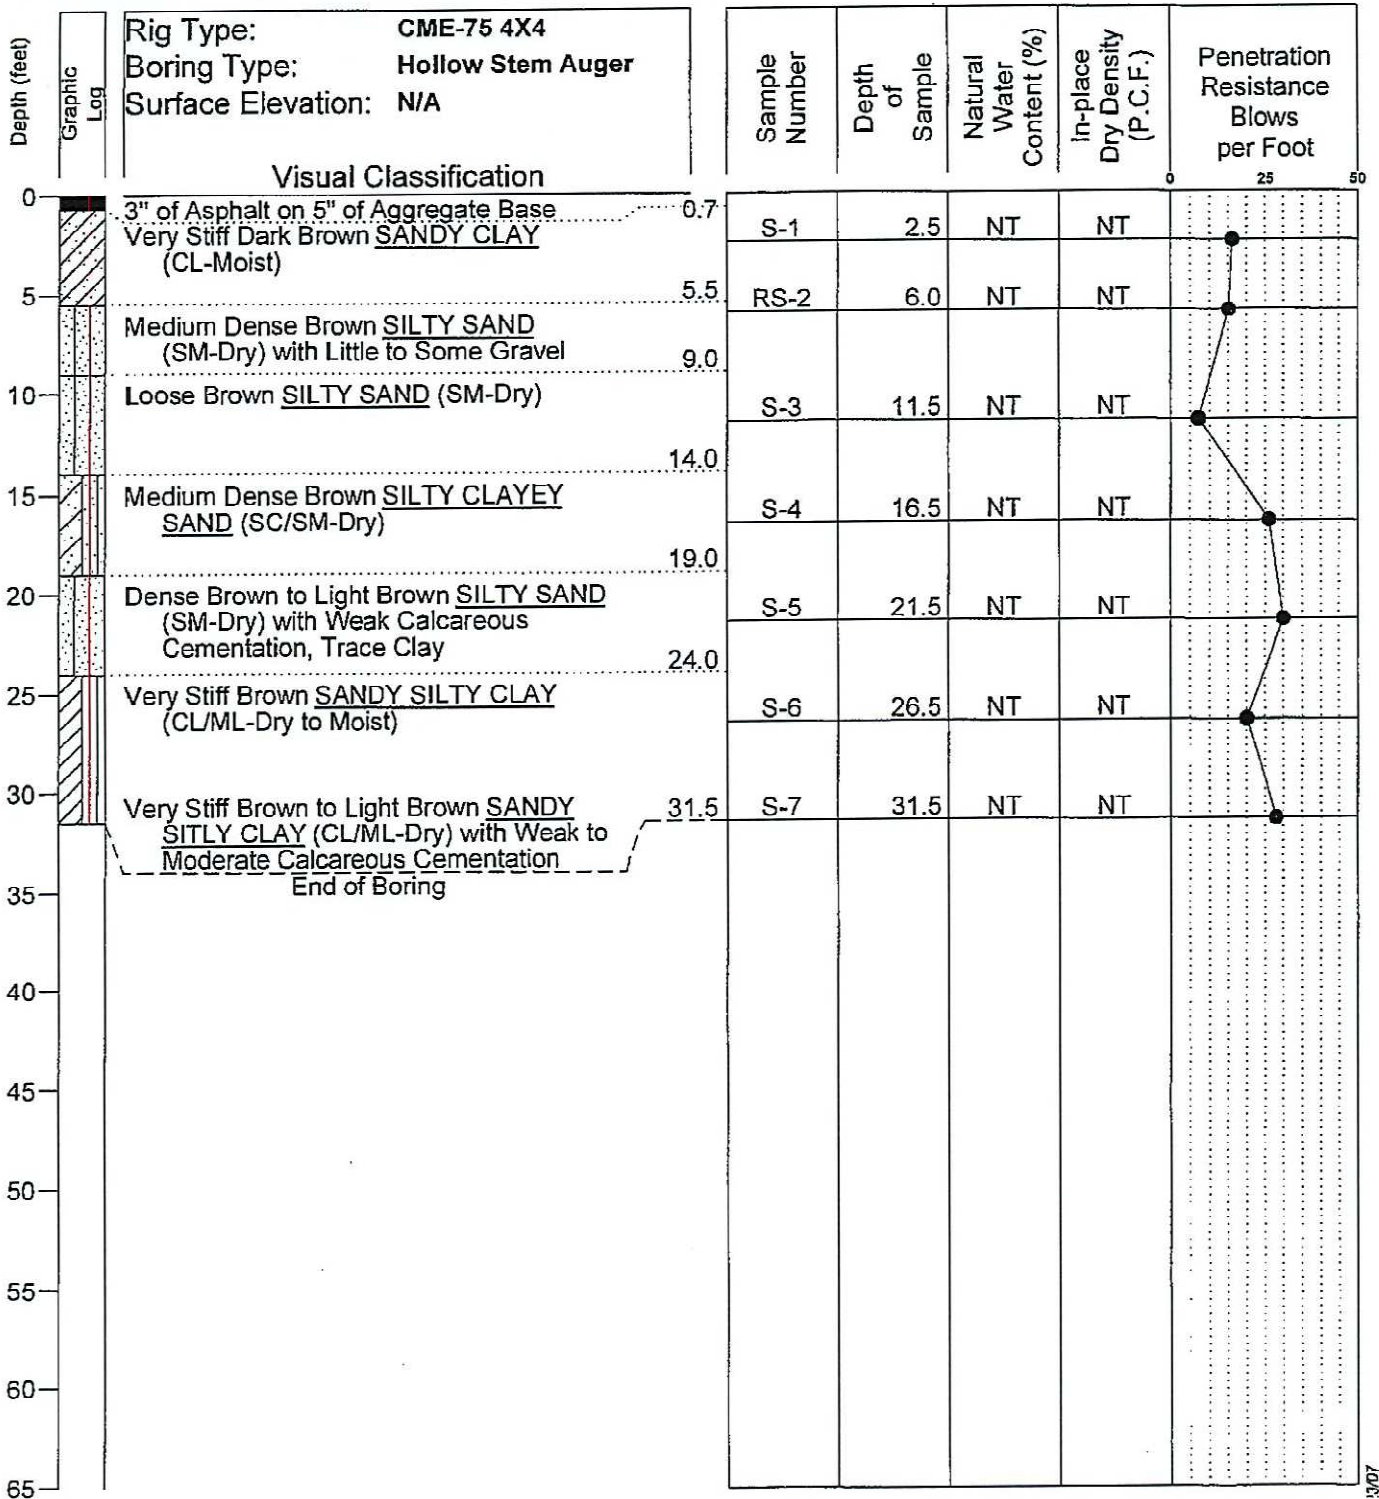 Depth (feet)
Graphic
Log
Rig Type: CME-75 4X4
Boring Type: Hollow Stem Auger
Surface Elevation: N/A
Visual Classification
Sample
Number
Depth
of
Sample
Natural
Water
Content (%)
In-place
Dry Density
(P.C.F.)
Penetration
Resistance
Blows
per Foot
0 25 50
0
3" of Asphalt on 5" of Aggregate Base 0.7
Very Stiff Dark Brown SANDY CLAY
(CL-Moist)
S-1 2.5 NT NT
5
5.5
RS-2 6.0 NT NT
Medium Dense Brown SILTY SAND
(SM-Dry) with Little to Some Gravel
9.0
10
Loose Brown SILTY SAND (SM-Dry)
S-3 11.5 NT NT
14.0
15
Medium Dense Brown SILTY CLAYEY
SAND (SC/SM-Dry)
S-4 16.5 NT NT
19.0
20
Dense Brown to Light Brown SILTY SAND
(SM-Dry) with Weak Calcareous
Cementation, Trace Clay
S-5 21.5 NT NT
24.0
25
Very Stiff Brown SANDY SILTY CLAY
(CL/ML-Dry to Moist)
S-6 26.5 NT NT
30
Very Stiff Brown to Light Brown SANDY
SITLY CLAY (CL/ML-Dry) with Weak to
Moderate Calcareous Cementation
31.5
S-7 31.5 NT NT
End of Boring
35
40
45
50
55
60
65